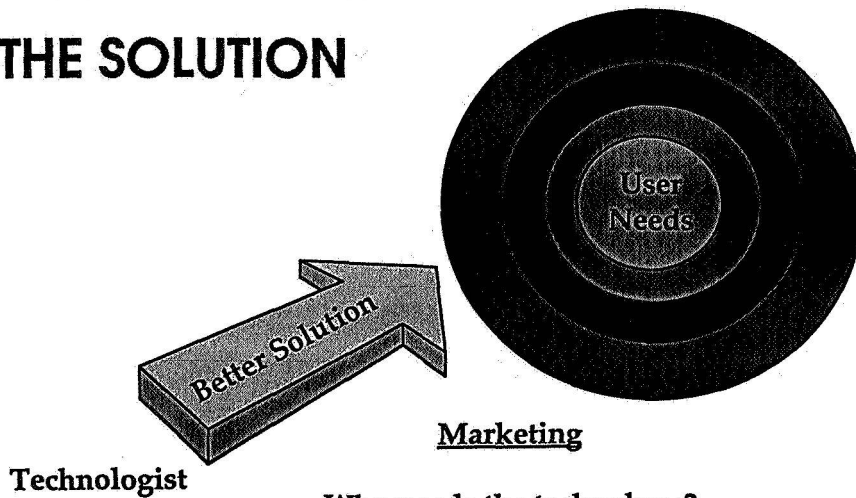 THE SOLUTION
User
Needs
Better Solution
Marketing
Technologist